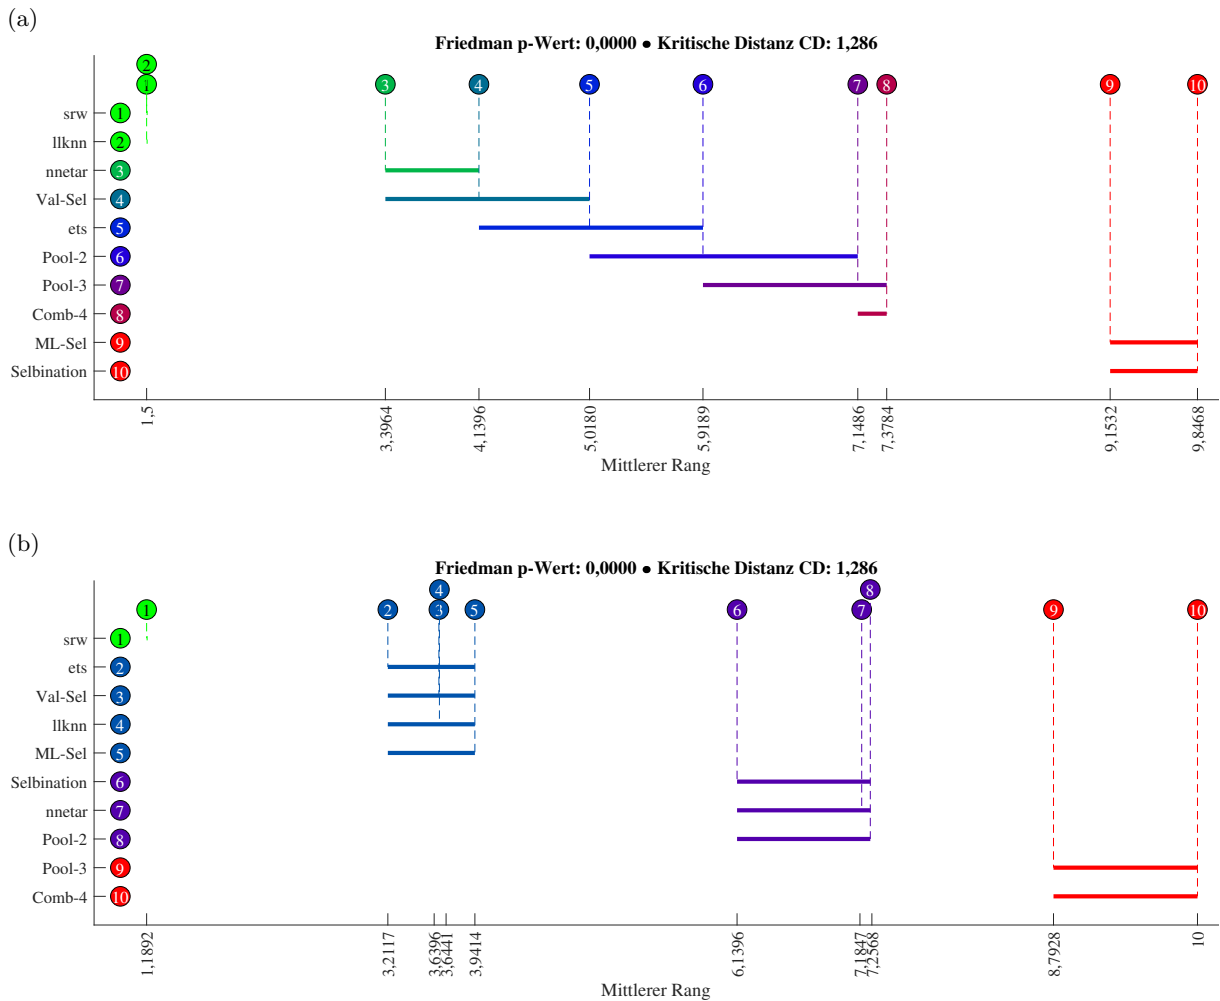 (a)
Friedman p-Wert: 0,0000 ● Kritische Distanz CD: 1,286
2
1 3 4 5 6 7 8 9 10
srw 1
llknn 2
nnetar 3
Val-Sel 4
ets 5
Pool-2 6
Pool-3 7
Comb-4 8
ML-Sel 9
Selbination 10
1,5 3,3964 4,1396 5,0180 5,9189 7,1486 7,3784 9,1532 9,8468
Mittlerer Rang
(b)
Friedman p-Wert: 0,0000 ● Kritische Distanz CD: 1,286
4 8
1 2 3 5 6 7 9 10
srw 1
ets 2
Val-Sel 3
llknn 4
ML-Sel 5
Selbination 6
nnetar 7
Pool-2 8
Pool-3 9
Comb-4 10
1,1892 3,2117 3,6396 3,6441 3,9414 6,1396 7,1847 7,2568 8,7928 10
Mittlerer Rang